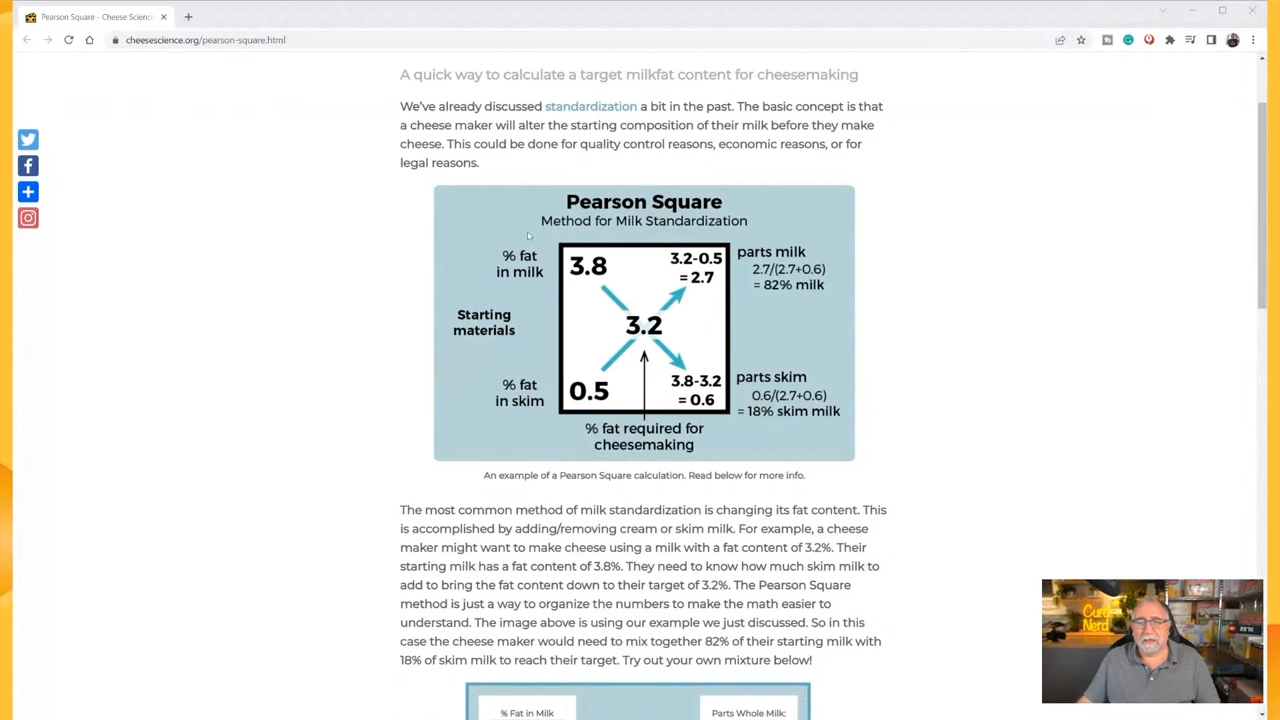 Pearson Square - Cheese Scienc
cheesescience.org/pearson-square.html
A quick way to calculate a target milkfat content for cheesemaking
We've already discussed standardization a bit in the past. The basic concept is that
a cheese maker will alter the starting composition of their milk before they make
cheese. This could be done for quality control reasons, economic reasons, or for
legal reasons.
Pearson Square
Method for Milk Standardization
% fat
in milk
3.8
3.2-0.5
= 2.7
parts milk
2.7/(2.7+0.6)
= 82% milk
Starting
materials
3.2
% fat
in skim
0.5
3.8-3.2
= 0.6
parts skim
0.6/(2.7+0.6)
= 18% skim milk
% fat required for
cheesemaking
An example of a Pearson Square calculation. Read below for more info.
The most common method of milk standardization is changing its fat content. This
is accomplished by adding/removing cream or skim milk. For example, a cheese
maker might want to make cheese using a milk with a fat content of 3.2%. Their
starting milk has a fat content of 3.8%. They need to know how much skim milk to
add to bring the fat content down to their target of 3.2%. The Pearson Square
method is just a way to organize the numbers to make the math easier to
understand. The image above is using our example we just discussed. So in this
case the cheese maker would need to mix together 82% of their starting milk with
18% of skim milk to reach their target. Try out your own mixture below!
% Fat in Milk
Parts Whole Milk:
Curd
Nerd